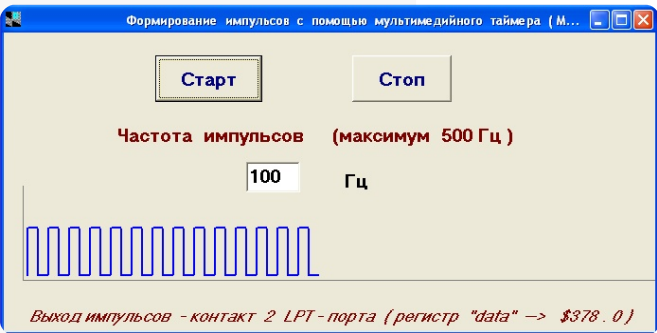 Формирование импульсов с помощью мультимедийного таймера ( М...
Старт
Стоп
Частота импульсов (максимум 500 Гц )
100 Гц
Выход импульсов - контакт 2 LPT - порта ( регистр "data" —> $378 . 0 )